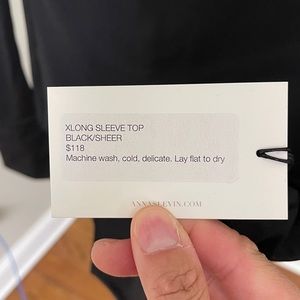 XLONG SLEEVE TOP
BLACK/SHEER
$118
Machine wash, cold, delicate. Lay flat to dry
ANNASLEVIN.COM